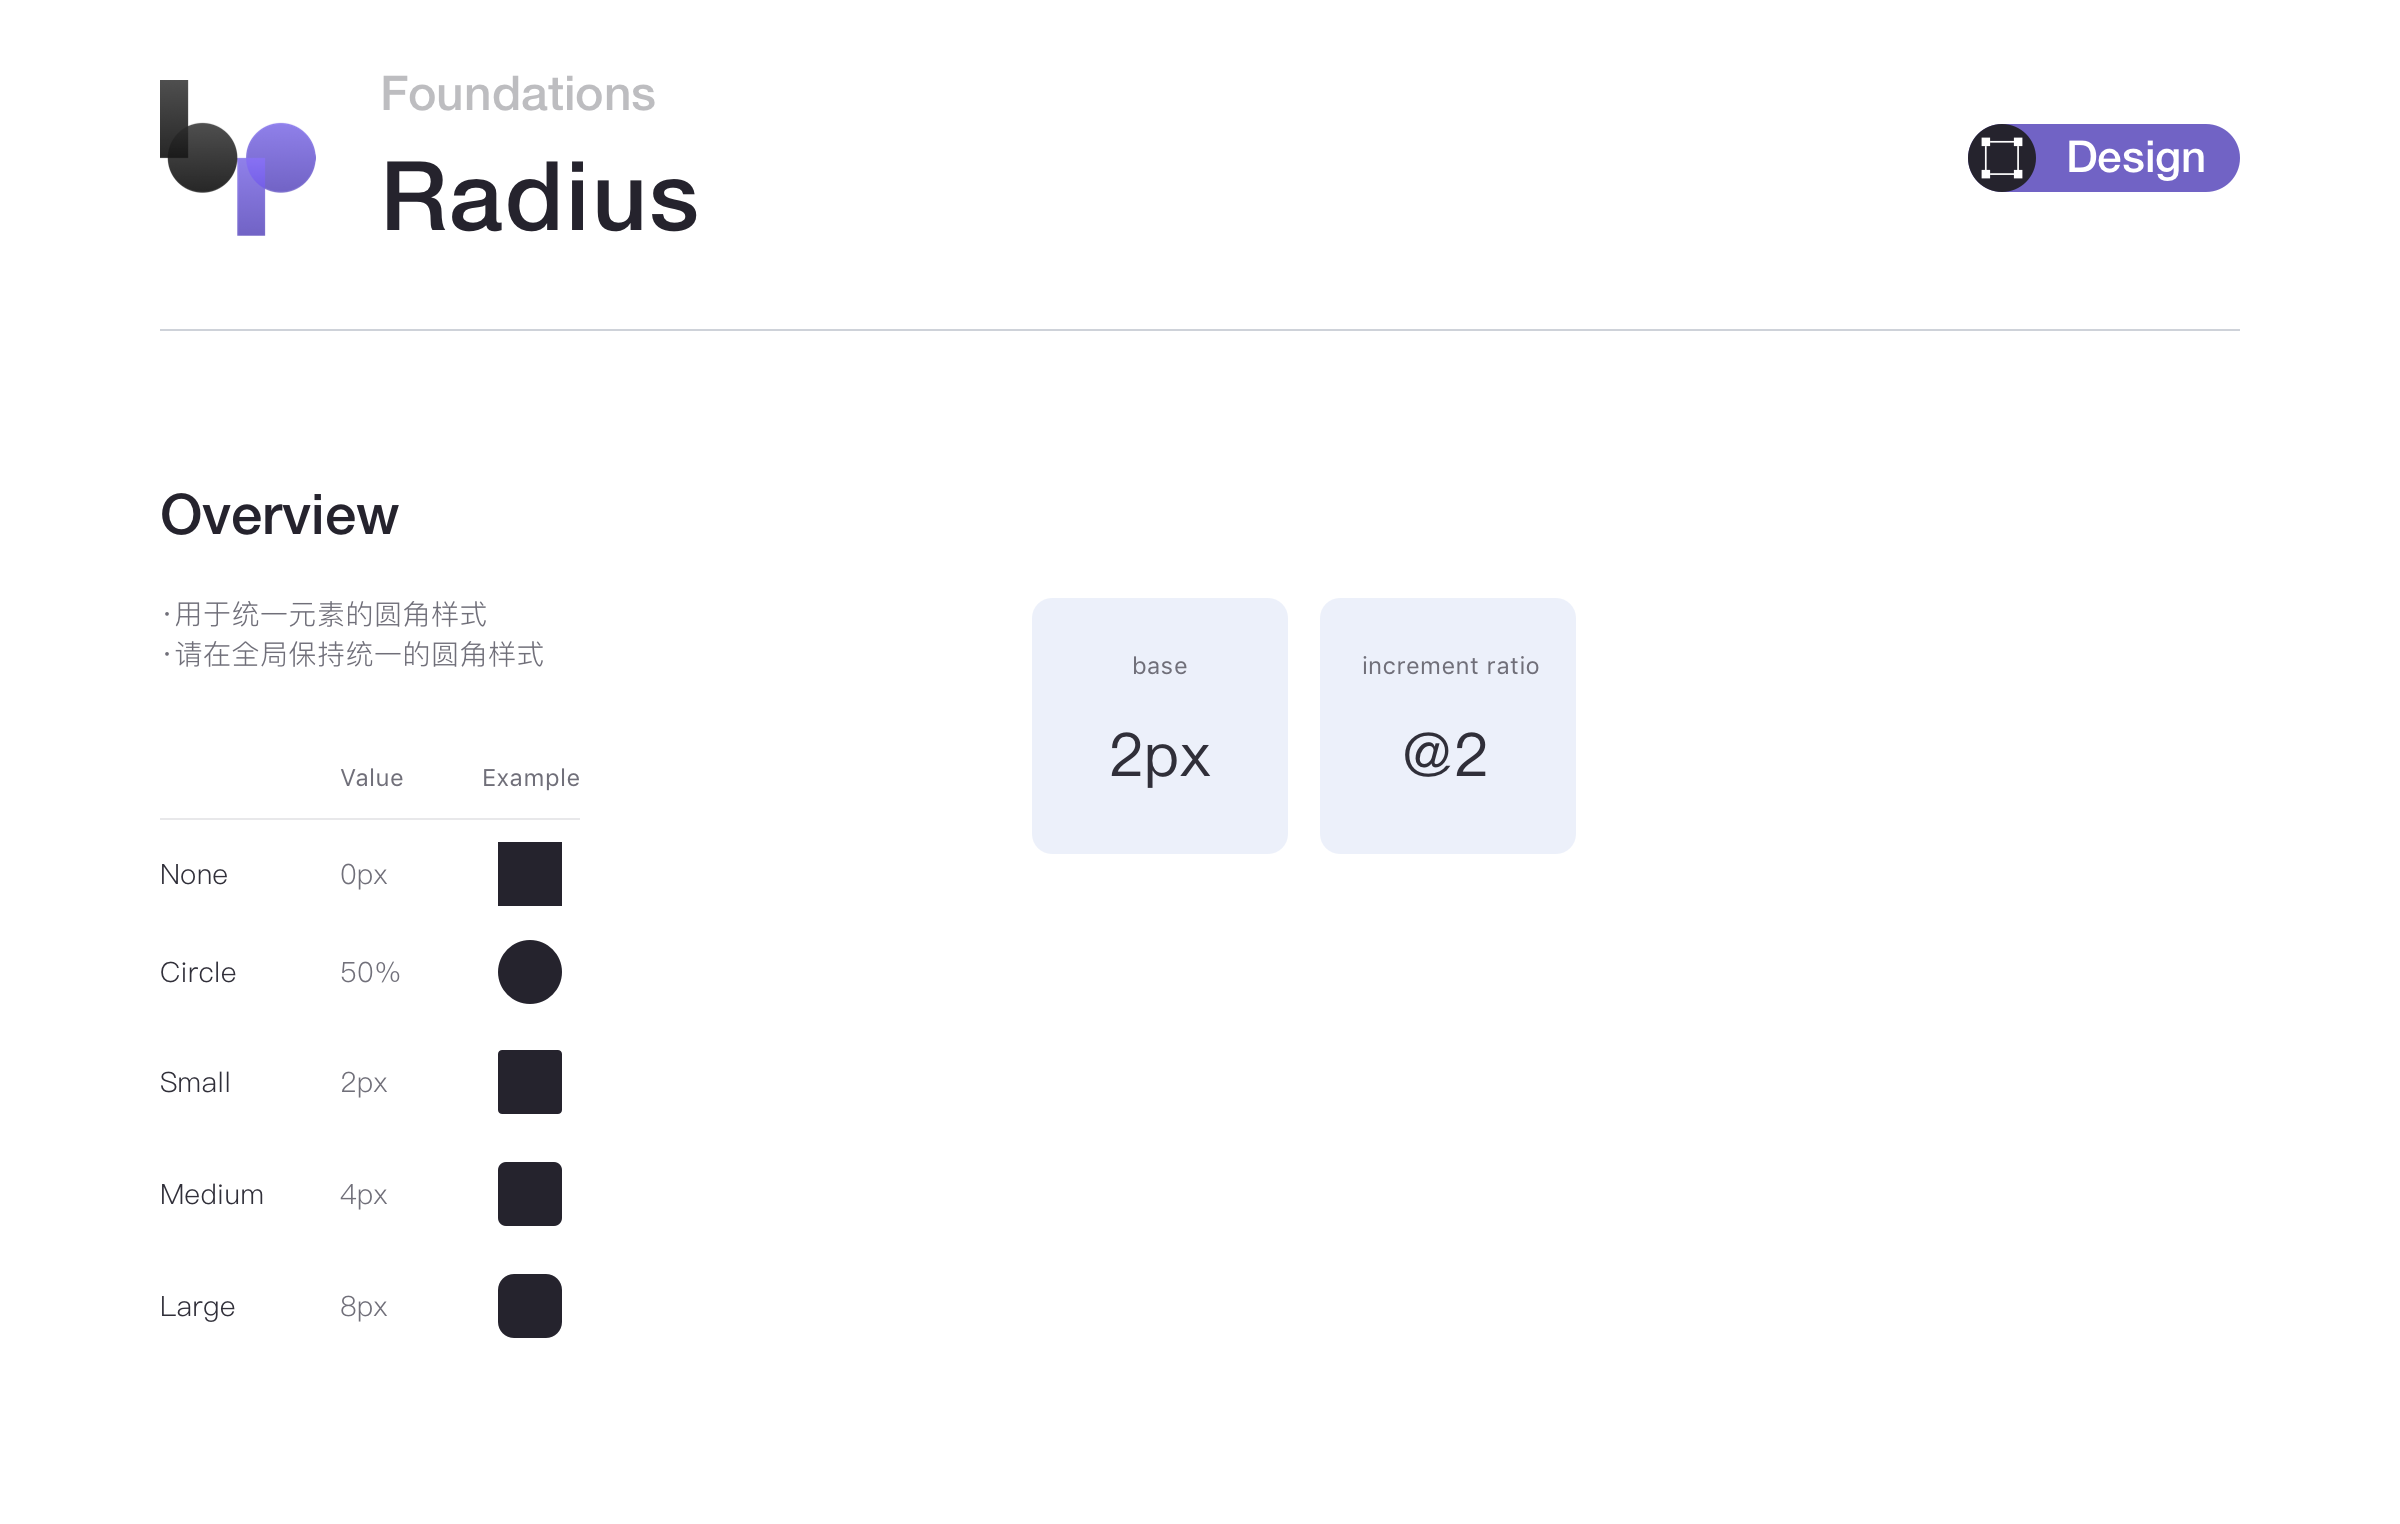 Foundations
Radius
Design
Overview
·用于统一元素的圆角样式
·请在全局保持统一的圆角样式
Value Example
None 0px
Circle 50%
Small 2px
Medium 4px
Large 8px
base
2px
increment ratio
@2